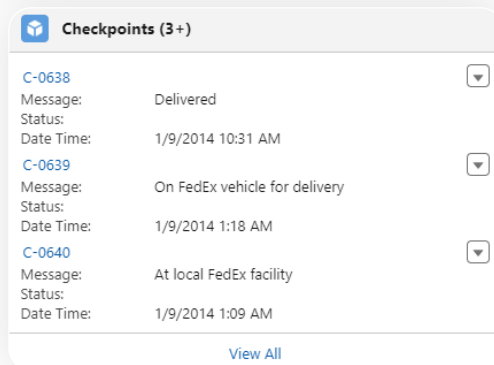 Checkpoints (3+)
C-0638
Message: Delivered
Status:
Date Time: 1/9/2014 10:31 AM
C-0639
Message: On FedEx vehicle for delivery
Status:
Date Time: 1/9/2014 1:18 AM
C-0640
Message: At local FedEx facility
Status:
Date Time: 1/9/2014 1:09 AM
View All